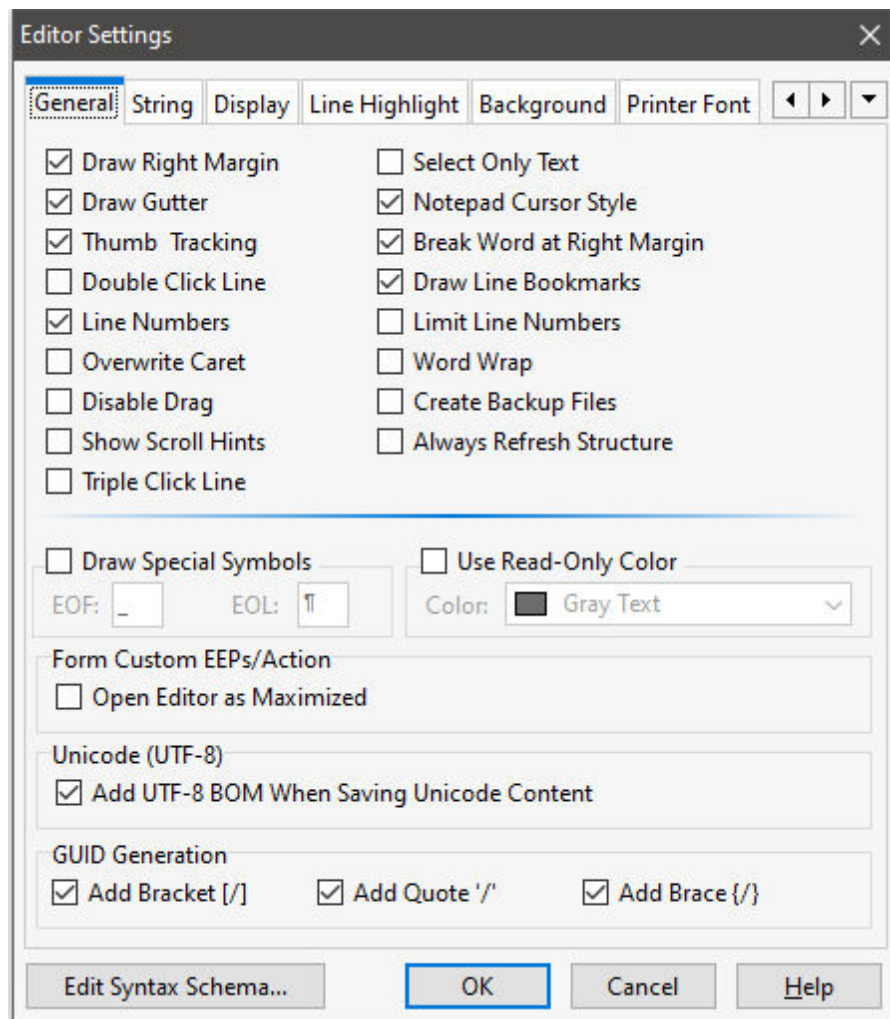 Editor Settings
General String Display Line Highlight Background Printer Font
Draw Right Margin
Draw Gutter
Thumb Tracking
Double Click Line
Line Numbers
Overwrite Caret
Disable Drag
Show Scroll Hints
Triple Click Line
Select Only Text
Notepad Cursor Style
Break Word at Right Margin
Draw Line Bookmarks
Limit Line Numbers
Word Wrap
Create Backup Files
Always Refresh Structure
Draw Special Symbols
EOF: _ EOL: ¶
Use Read-Only Color
Color: Gray Text
Form Custom EEPs/Action
Open Editor as Maximized
Unicode (UTF-8)
Add UTF-8 BOM When Saving Unicode Content
GUID Generation
Add Bracket [/] Add Quote '/' Add Brace {/}
Edit Syntax Schema... OK Cancel Help